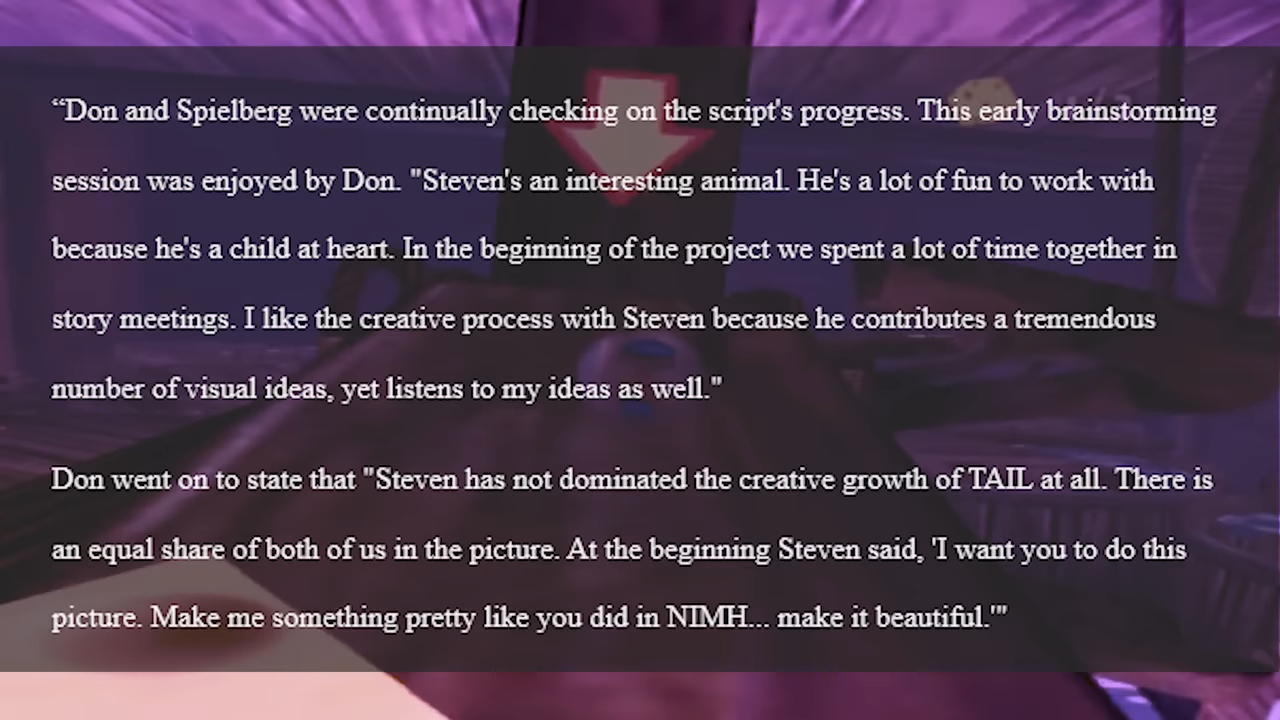 “Don and Spielberg were continually checking on the script's progress. This early brainstorming
session was enjoyed by Don. "Steven's an interesting animal. He's a lot of fun to work with
because he's a child at heart. In the beginning of the project we spent a lot of time together in
story meetings. I like the creative process with Steven because he contributes a tremendous
number of visual ideas, yet listens to my ideas as well."
Don went on to state that "Steven has not dominated the creative growth of TAIL at all. There is
an equal share of both of us in the picture. At the beginning Steven said, 'I want you to do this
picture. Make me something pretty like you did in NIMH... make it beautiful.'"